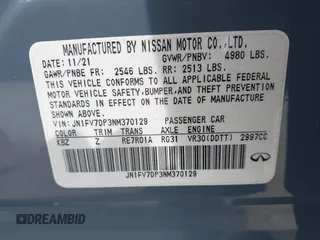 MANUFACTURED BY NISSAN MOTOR CO.,LTD.
DATE: 11/21 GVWR/PNBV: 4980 LBS.
GAWR/PNBE FR: 2546 LBS. RR: 2513 LBS.
THIS VEHICLE CONFORMS TO ALL APPLICABLE FEDERAL
MOTOR VEHICLE SAFETY,BUMPER,AND THEFT PREVENTION
STANDARDS IN EFFECT ON THE DATE OF MANUFACTURE
SHOWN ABOVE.
VIN: JN1FV7DP3NM370129 PASSENGER CAR
COLOR TRIM TRANS AXLE ENGINE
KBZ Z RE7R01A RG31 VR30(DDTT) 2997CC
JN1FV7DP3NM370129
DREAMBID